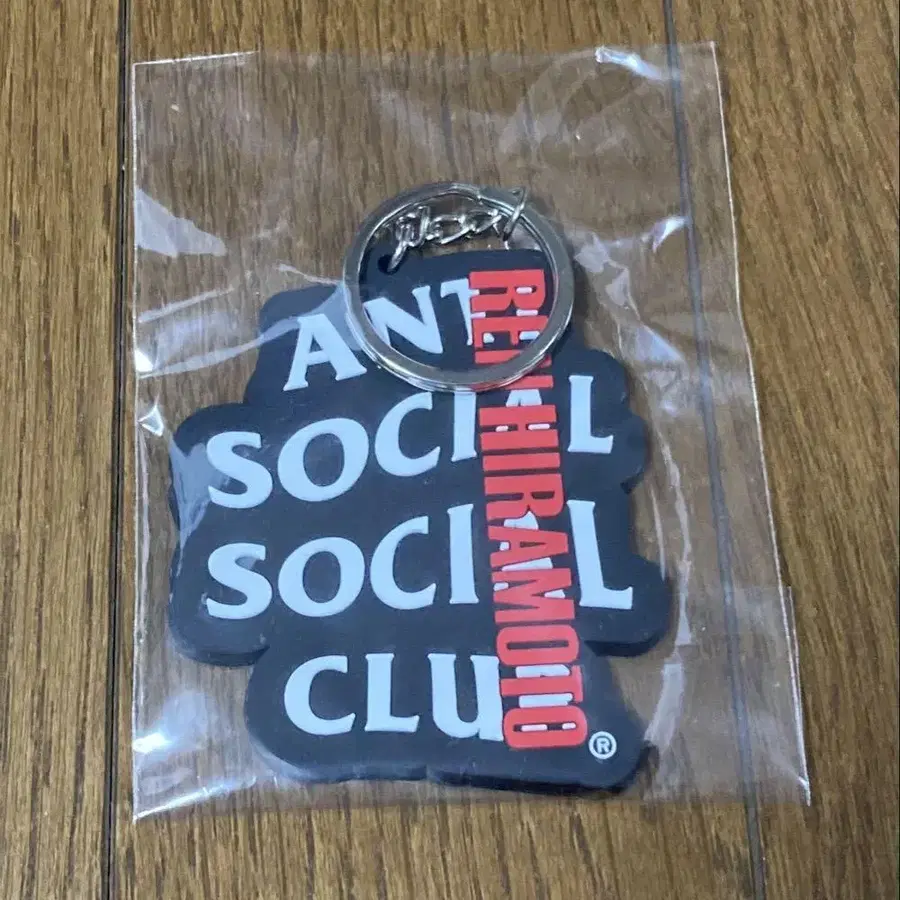 ANTI
SOCIAL
SOCIAL
CLUB
REN HIRAMOTO
®